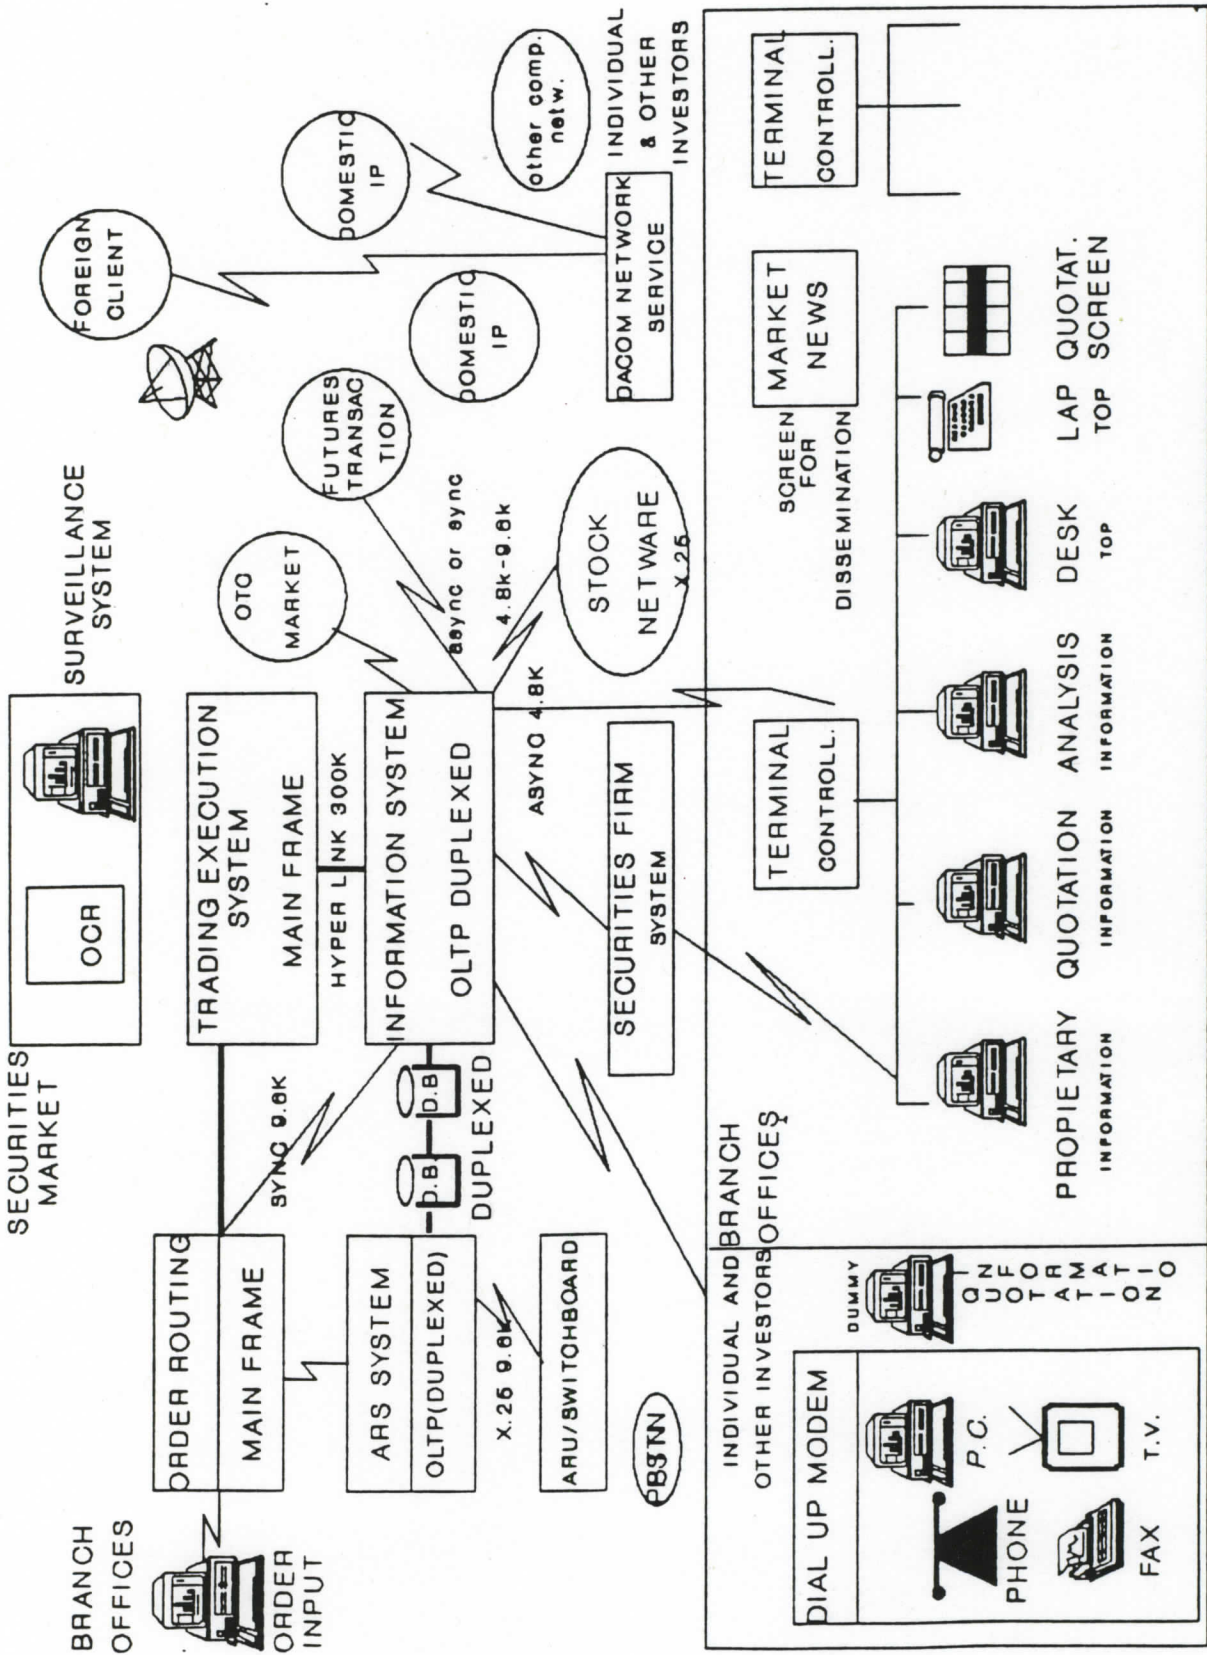 SECURITIES
MARKET
OCR
SURVEILLANCE
SYSTEM
FOREIGN
CLIENT
BRANCH
OFFICES
ORDER
INPUT
ORDER ROUTING
MAIN FRAME
TRADING EXECUTION
SYSTEM
MAIN FRAME
SYNC 9.6K
HYPER L NK 300K
OTC
MARKET
FUTURES
TRANSAC
TION
DOMESTIC
IP
ARS SYSTEM
OLTP(DUPLEXED)
D.B
D.B
DUPLEXED
INFORMATION SYSTEM
OLTP DUPLEXED
async or sync
4.8k-9.6k
ASYNC 4.8K
DOMESTIC
IP
other comp.
netw.
X.25 9.6K
ARU/SWITCHBOARD
SECURITIES FIRM
SYSTEM
STOCK
NETWARE
X.25
DACOM NETWORK
SERVICE
INDIVIDUAL
& OTHER
INVESTORS
INDIVIDUAL AND
OTHER INVESTORS
BRANCH
OFFICES
TERMINAL
CONTROLL.
SCREEN
FOR
DISSEMINATION
MARKET
NEWS
TERMINAL
CONTROLL.
DIAL UP MODEM
PHONE
P.C.
FAX
T.V.
DUMMY
QUOTATION
INFORMATION
PROPIETARY
INFORMATION
QUOTATION
INFORMATION
ANALYSIS
INFORMATION
DESK
TOP
LAP
TOP
QUOTAT.
SCREEN